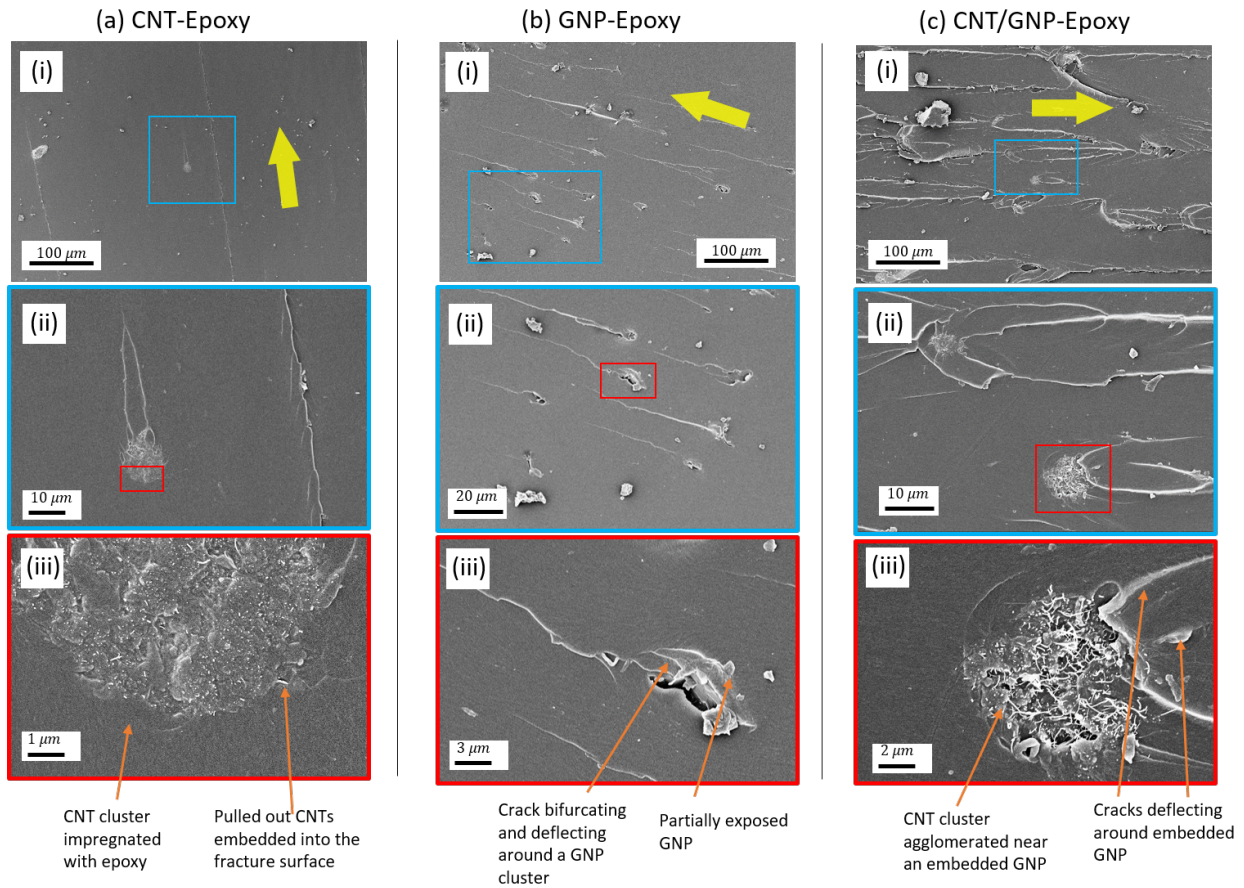 (a) CNT-Epoxy
(b) GNP-Epoxy
(c) CNT/GNP-Epoxy
(i)
100 μm
(i)
100 μm
(i)
100 μm
(ii)
10 μm
(ii)
20 μm
(ii)
10 μm
(iii)
1 μm
(iii)
3 μm
(iii)
2 μm
CNT cluster
impregnated
with epoxy
Pulled out CNTs
embedded into the
fracture surface
Crack bifurcating
and deflecting
around a GNP
cluster
Partially exposed
GNP
CNT cluster
agglomerated near
an embedded GNP
Cracks deflecting
around embedded
GNP